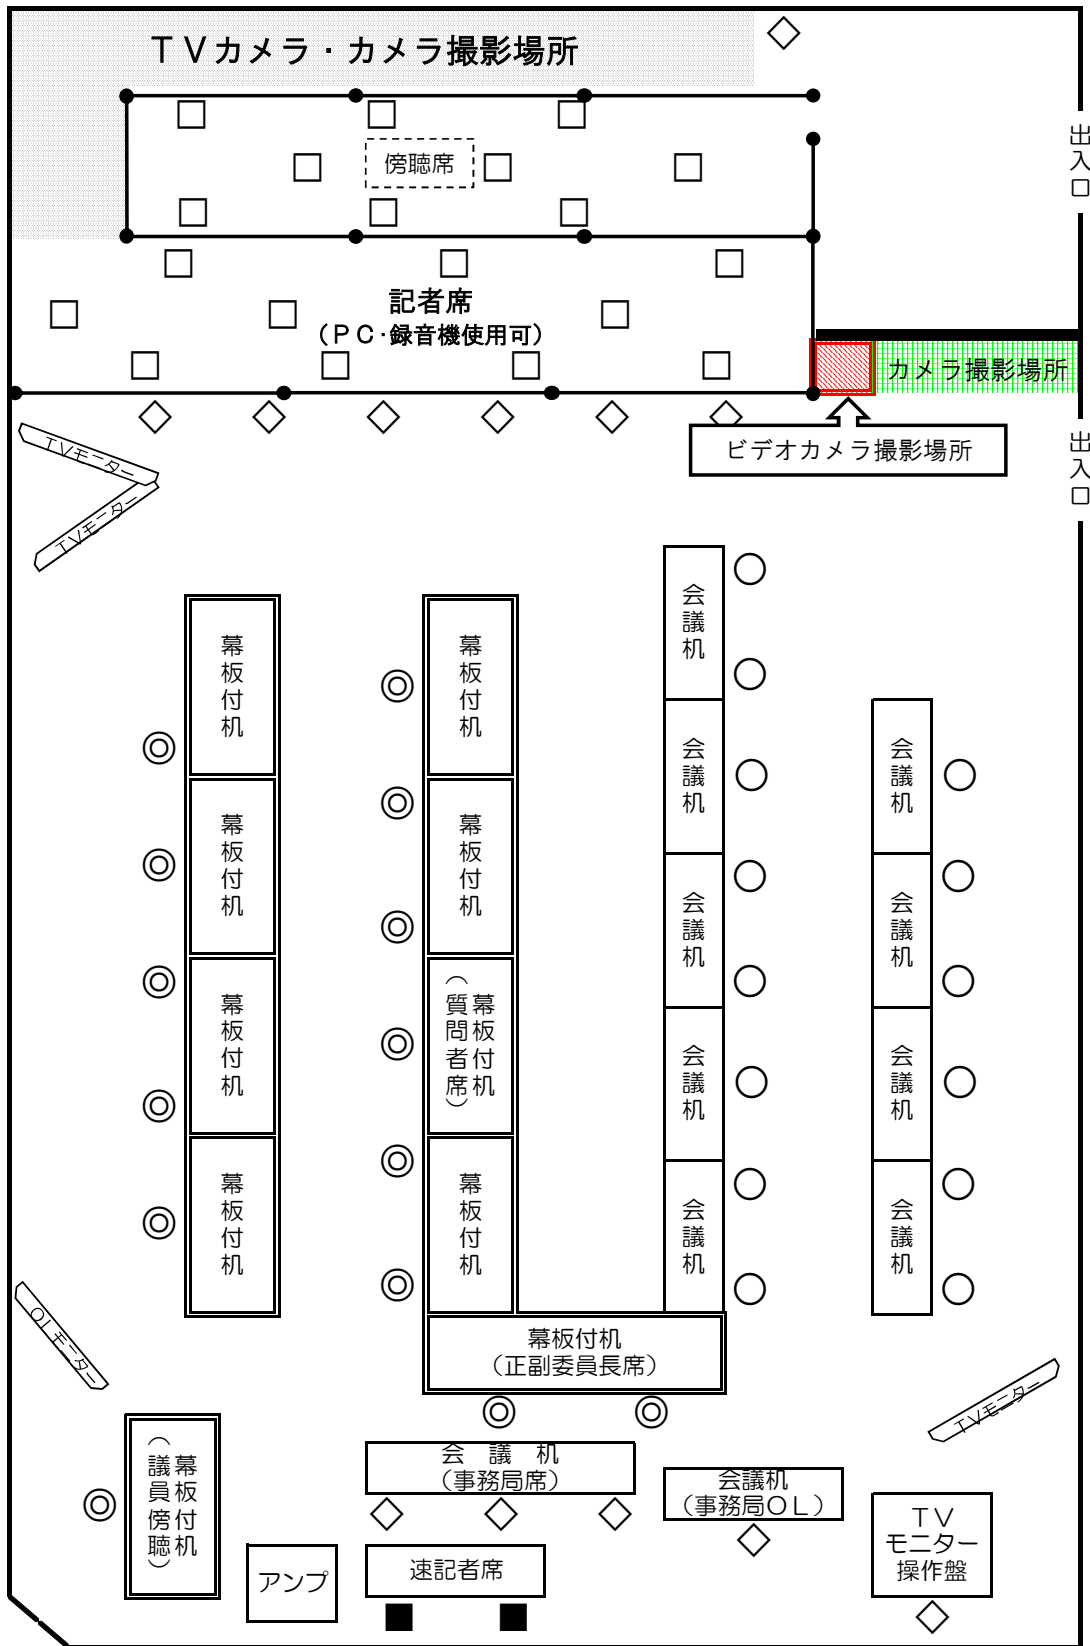 ＴＶカメラ・カメラ撮影場所
出入口
傍聴席
記者席
（ＰＣ･録音機使用可）
カメラ撮影場所
ビデオカメラ撮影場所
出入口
ＴＶモニター
ＴＶモニター
幕板付机
幕板付机
幕板付机
幕板付机
幕板付机
幕板付机
幕板付机
（質問者席）
幕板付机
会議机
会議机
会議机
会議机
会議机
会議机
会議机
会議机
会議机
幕板付机
（正副委員長席）
ＯＬモニター
ＴＶモニター
幕板付机
（議員傍聴）
会　議　机
（事務局席）
会議机
（事務局ＯＬ）
ＴＶ
モニター
操作盤
アンプ
速記者席